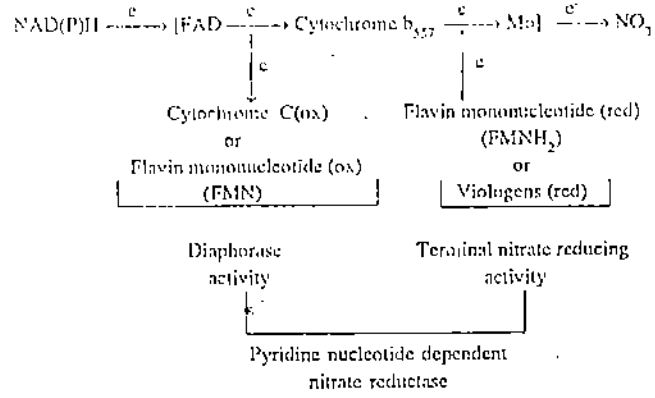 e e e e⁻
NAD(P)H → [FAD → Cytochrome b₅₅₇ → Mo] → NO₃
e e
Cytochrome C(ox) Flavin mononucleotide (red)
or (FMNH₂)
Flavin mononucleotide (ox) or
(FMN) Viologens (red)
Diaphorase Terminal nitrate reducing
activity activity
Pyridine nucleotide dependent
nitrate reductase